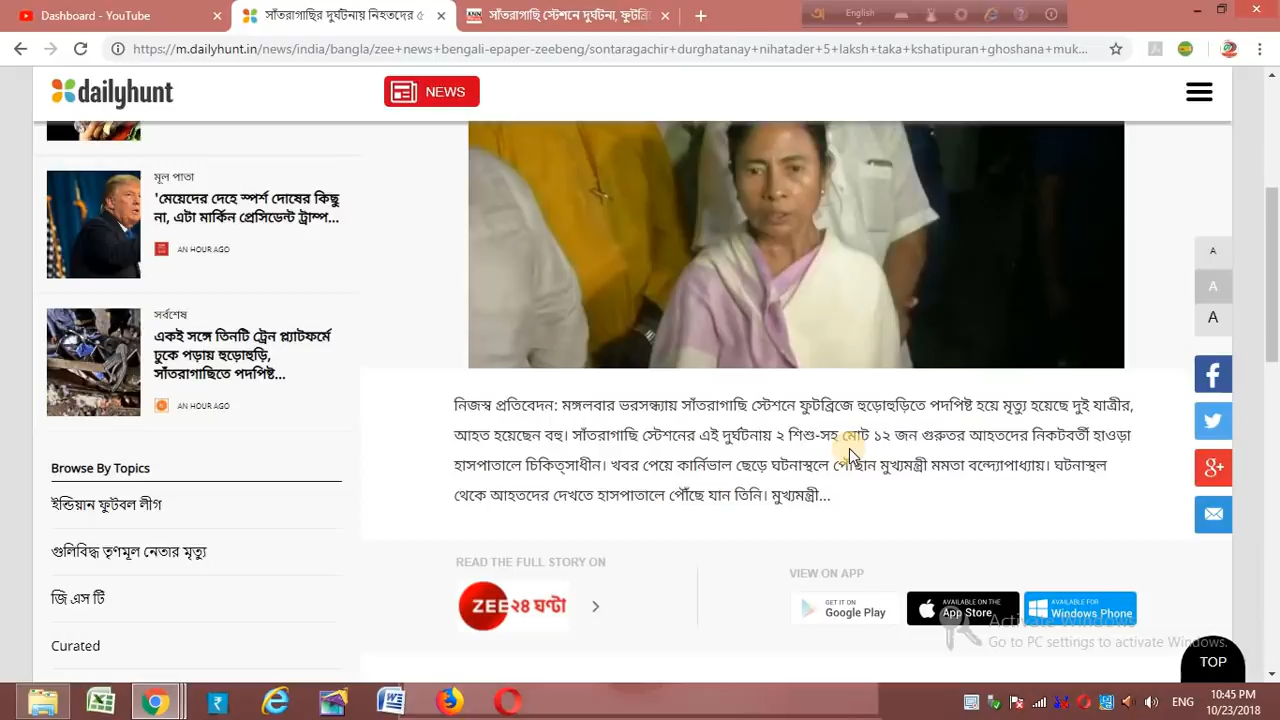 Dashboard - YouTube
সাঁতরাগাছির দুর্ঘটনায় নিহতদের ৫
সাঁতরাগাছি স্টেশনে দুর্ঘটনা, ফুটব্রি
English
https://m.dailyhunt.in/news/india/bangla/zee+news+bengali-epaper-zeebeng/sontaragachir+durghatanay+nihatader+5+laksh+taka+kshatipuran+ghoshana+muk...
dailyhunt
NEWS
মূল পাতা
'মেয়েদের দেহে স্পর্শ দোষের কিছু
না, এটা মার্কিন প্রেসিডেন্ট ট্রাম্প...
AN HOUR AGO
সর্বশেষ
একই সঙ্গে তিনটি ট্রেন প্ল্যাটফর্মে
ঢুকে পড়ায় হুড়োহুড়ি,
সাঁতরাগাছিতে পদপিষ্ট...
AN HOUR AGO
Browse By Topics
ইন্ডিয়ান ফুটবল লীগ
গুলিবিদ্ধ তৃণমূল নেতার মৃত্যু
জি এস টি
Curated
নিজস্ব প্রতিবেদন: মঙ্গলবার ভরসন্ধ্যায় সাঁতরাগাছি স্টেশনে ফুটব্রিজে হুড়োহুড়িতে পদপিষ্ট হয়ে মৃত্যু হয়েছে দুই যাত্রীর,
আহত হয়েছেন বহু। সাঁতরাগাছি স্টেশনের এই দুর্ঘটনায় ২ শিশু-সহ মোট ১২ জন গুরুতর আহতদের নিকটবর্তী হাওড়া
হাসপাতালে চিকিত্সাধীন। খবর পেয়ে কার্নিভাল ছেড়ে ঘটনাস্থলে পৌঁছান মুখ্যমন্ত্রী মমতা বন্দ্যোপাধ্যায়। ঘটনাস্থল
থেকে আহতদের দেখতে হাসপাতালে পৌঁছে যান তিনি। মুখ্যমন্ত্রী...
READ THE FULL STORY ON
ZEE ২৪ ঘণ্টা
VIEW ON APP
GET IT ON
Google Play
AVAILABLE ON THE
App Store
AVAILABLE FOR
Windows Phone
A
A
A
Activate Windows
Go to PC settings to activate Windows.
TOP
ENG
10:45 PM
10/23/2018